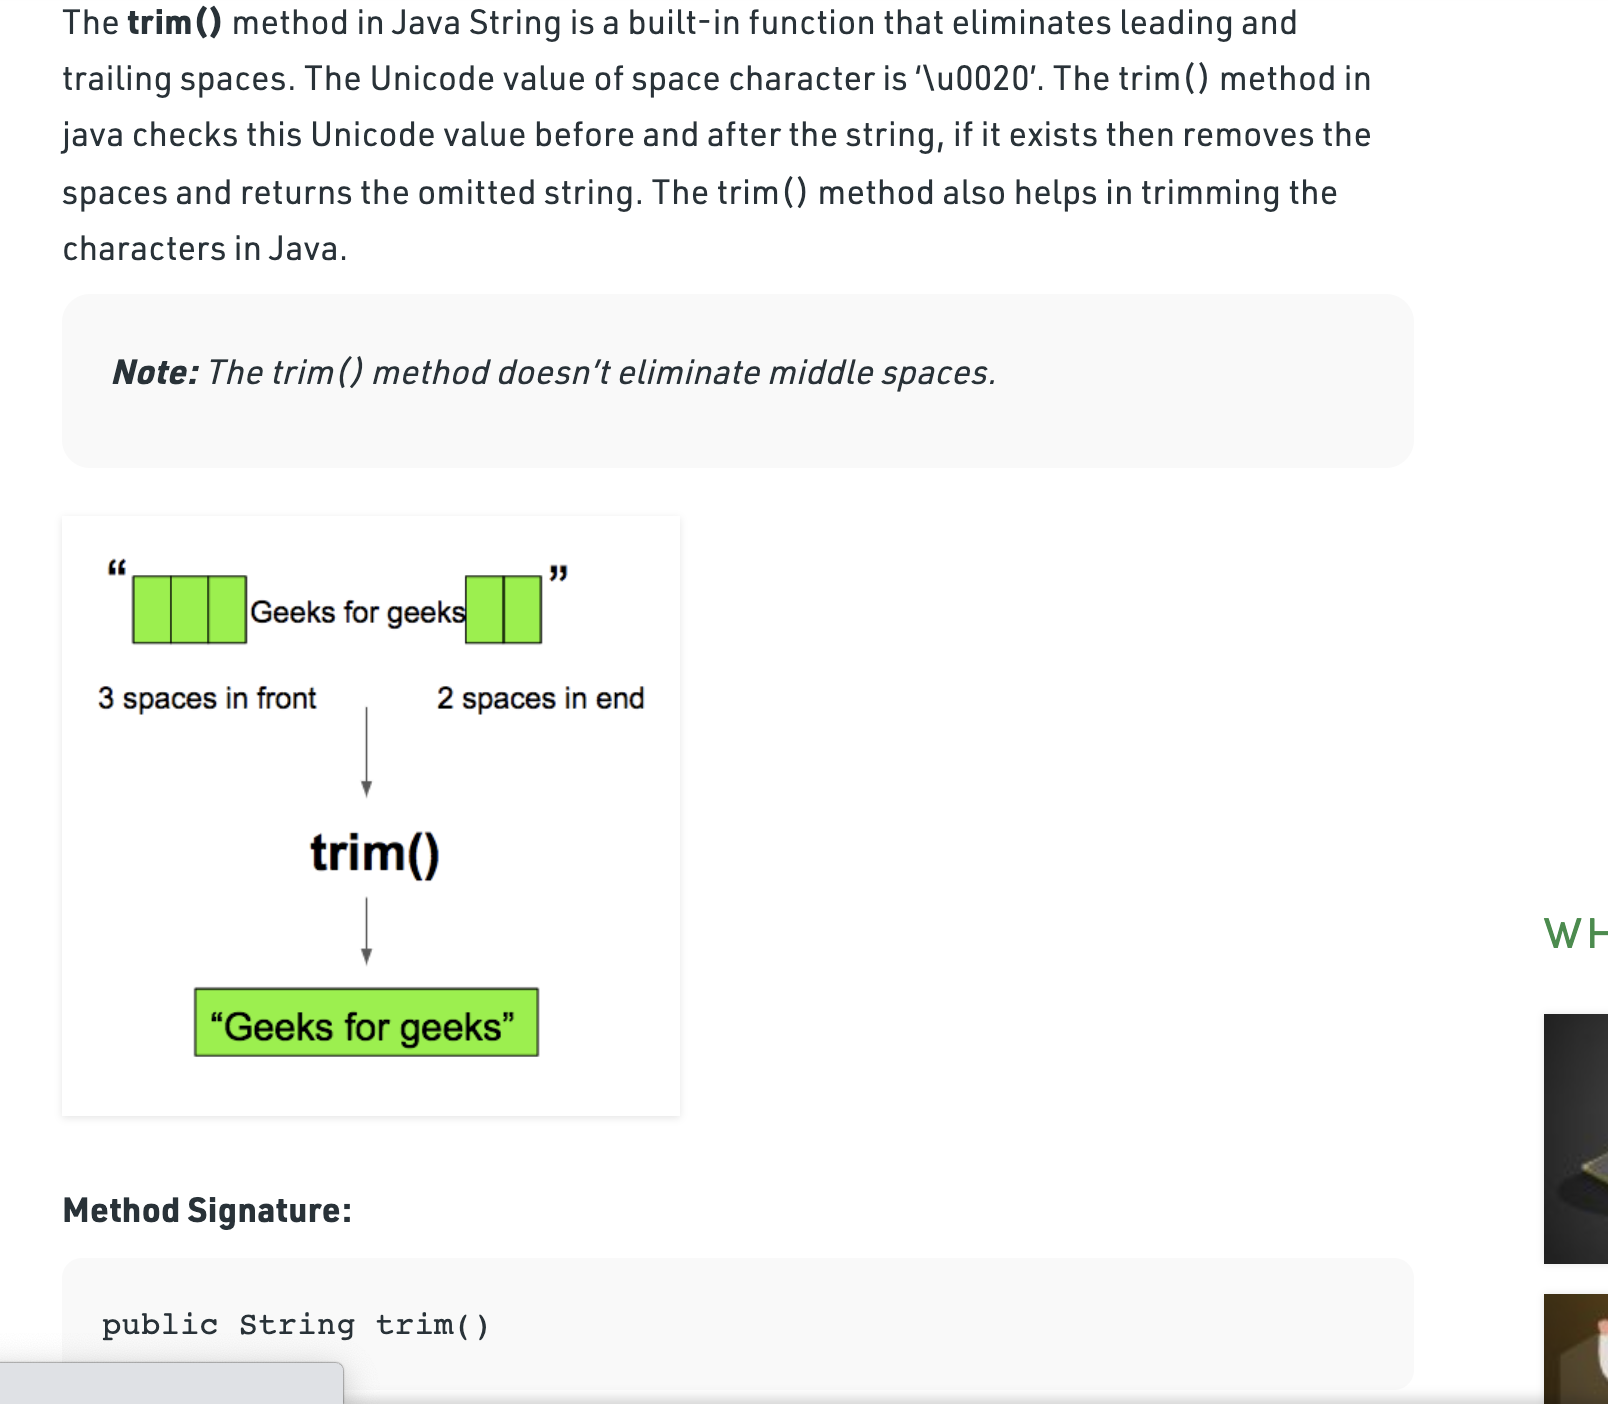 The trim() method in Java String is a built-in function that eliminates leading and
trailing spaces. The Unicode value of space character is ‘\u0020’. The trim() method in
java checks this Unicode value before and after the string, if it exists then removes the
spaces and returns the omitted string. The trim() method also helps in trimming the
characters in Java.
Note: The trim() method doesn’t eliminate middle spaces.
“ Geeks for geeks ”
3 spaces in front 2 spaces in end
trim()
“Geeks for geeks”
WH
Method Signature:
public String trim()